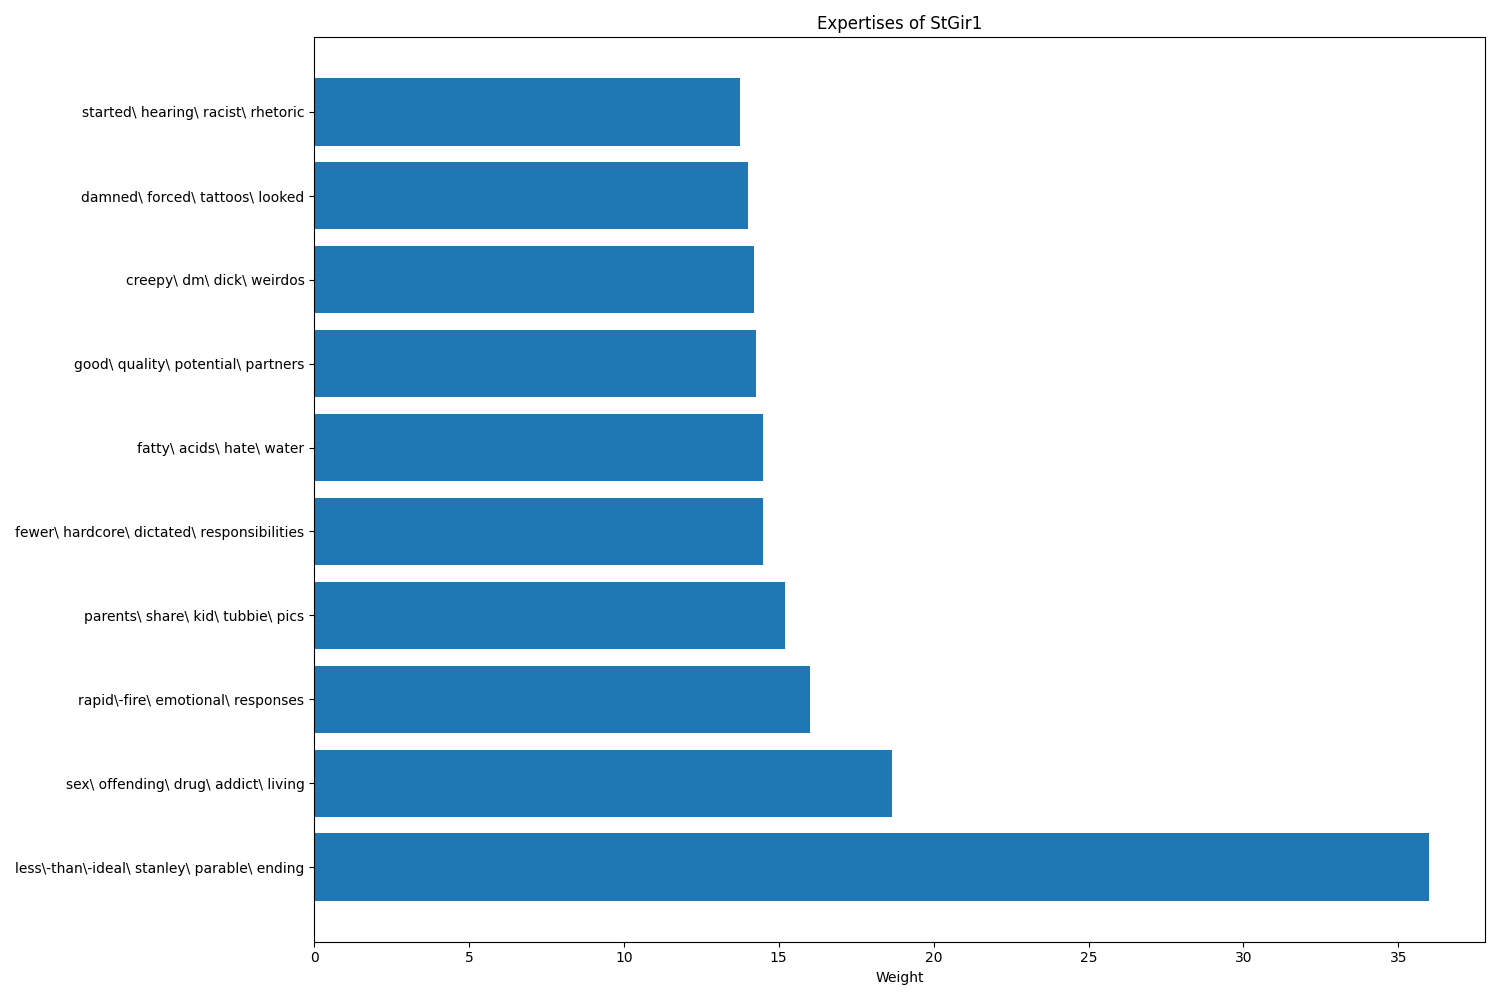 Expertises of StGir1
started\ hearing\ racist\ rhetoric
damned\ forced\ tattoos\ looked
creepy\ dm\ dick\ weirdos
good\ quality\ potential\ partners
fatty\ acids\ hate\ water
fewer\ hardcore\ dictated\ responsibilities
parents\ share\ kid\ tubbie\ pics
rapid\-fire\ emotional\ responses
sex\ offending\ drug\ addict\ living
less\-than\-ideal\ stanley\ parable\ ending
0 5 10 15 20 25 30 35
Weight